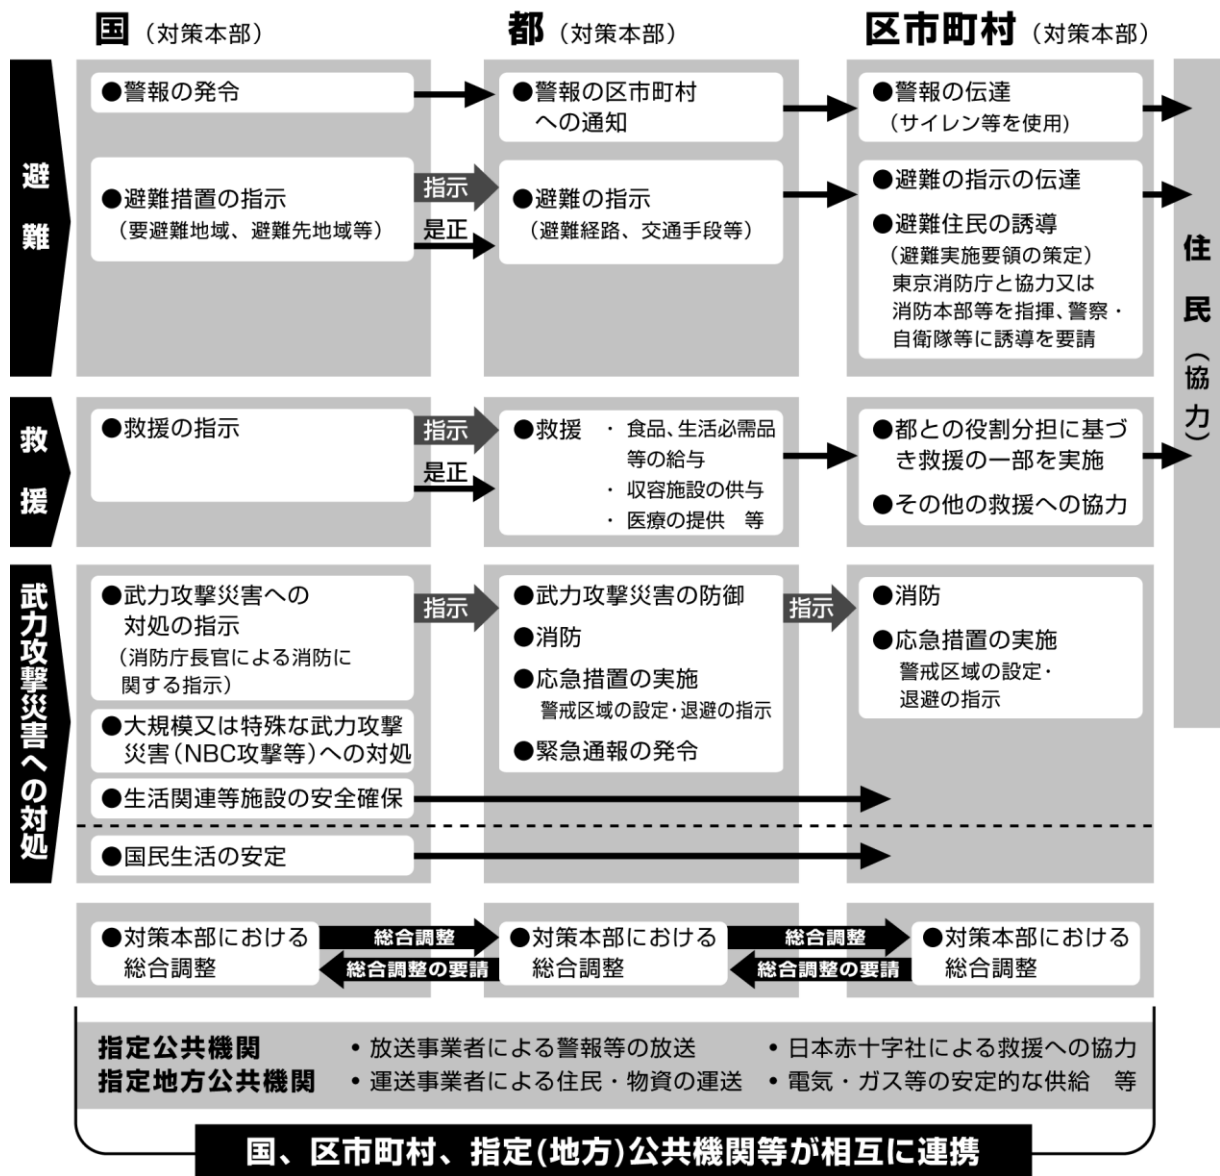 国（対策本部）
都（対策本部）
区市町村（対策本部）
避難
●警報の発令
●警報の区市町村
への通知
●警報の伝達
（サイレン等を使用）
●避難措置の指示
（要避難地域、避難先地域等）
指示
是正
●避難の指示
（避難経路、交通手段等）
●避難の指示の伝達
●避難住民の誘導
（避難実施要領の策定）
東京消防庁と協力又は
消防本部等を指揮、警察・
自衛隊等に誘導を要請
住民（協力）
救援
●救援の指示
指示
是正
●救援 ・ 食品、生活必需品
等の給与
・ 収容施設の供与
・ 医療の提供　等
●都との役割分担に基づ
き救援の一部を実施
●その他の救援への協力
武力攻撃災害への対処
●武力攻撃災害への
対処の指示
（消防庁長官による消防に
関する指示）
●大規模又は特殊な武力攻撃
災害（NBC攻撃等）への対処
●生活関連等施設の安全確保
●国民生活の安定
指示
●武力攻撃災害の防御
●消防
●応急措置の実施
警戒区域の設定・退避の指示
●緊急通報の発令
指示
●消防
●応急措置の実施
警戒区域の設定・
退避の指示
●対策本部における
総合調整
総合調整
総合調整の要請
●対策本部における
総合調整
総合調整
総合調整の要請
●対策本部における
総合調整
指定公共機関
指定地方公共機関
• 放送事業者による警報等の放送
• 運送事業者による住民・物資の運送
• 日本赤十字社による救援への協力
• 電気・ガス等の安定的な供給　等
国、区市町村、指定(地方)公共機関等が相互に連携